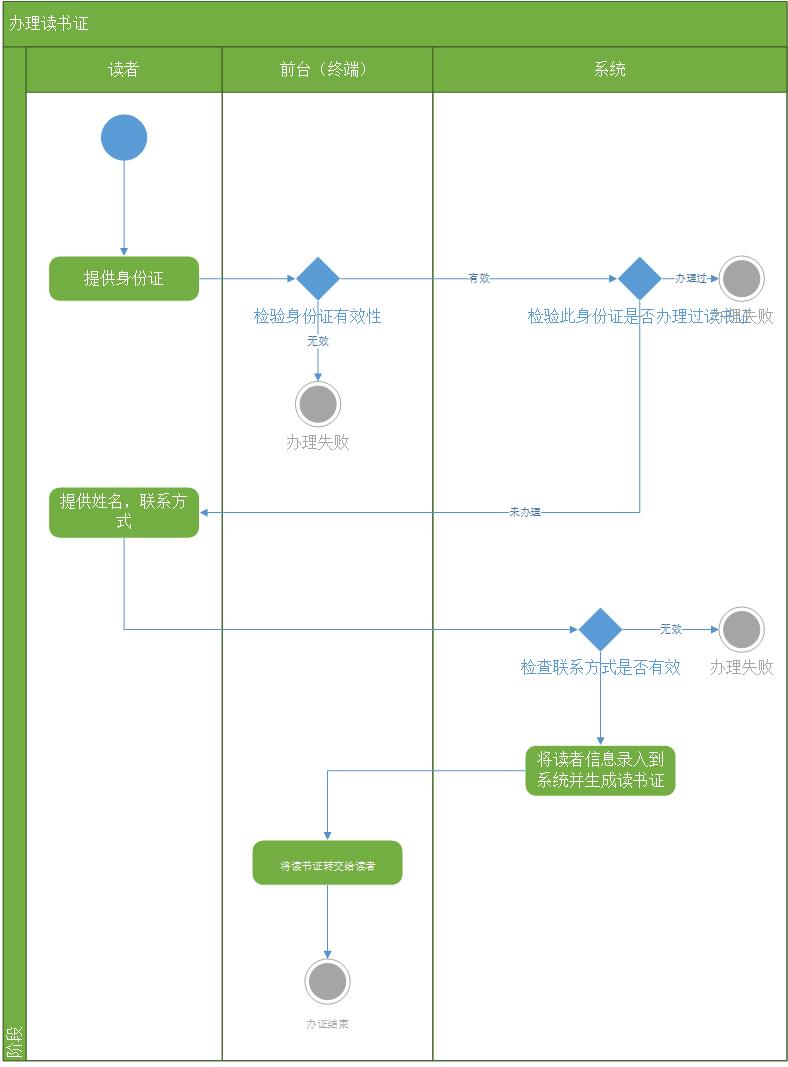 办理读书证
读者
前台（终端）
系统
提供身份证
有效
办理过
检验身份证有效性
检验此身份证是否办理过读书证
办理失败
无效
办理失败
提供姓名，联系方
式
未办理
无效
检查联系方式是否有效
办理失败
将读者信息录入到
系统并生成读书证
将读书证转交给读者
办证结束
阶段